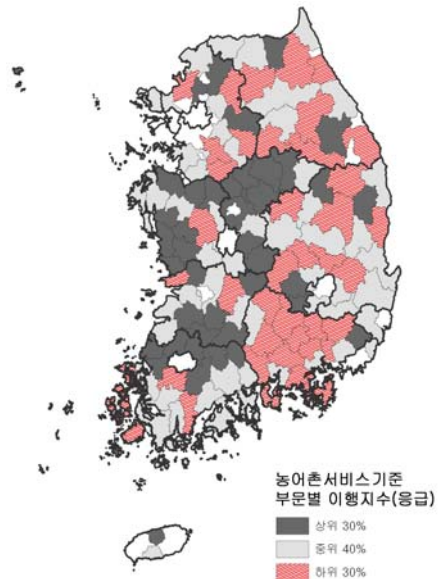 농어촌서비스기준
부문별 이행지수(응급)
상위 30%
중위 40%
하위 30%